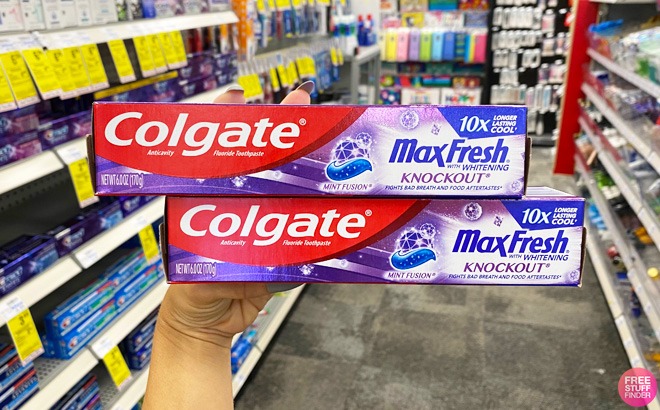 Colgate®
Anticavity Fluoride Toothpaste
NET WT 6.0 OZ (170g)
MINT FUSION®
10x LONGER LASTING COOL†
MaxFresh®
WITH WHITENING
KNOCKOUT®
FIGHTS BAD BREATH AND FOOD AFTERTASTES*
Colgate®
Anticavity Fluoride Toothpaste
NET WT 6.0 OZ (170g)
MINT FUSION®
10x LONGER LASTING COOL†
MaxFresh®
WITH WHITENING
KNOCKOUT®
FIGHTS BAD BREATH AND FOOD AFTERTASTES*
FREE
STUFF
FINDER